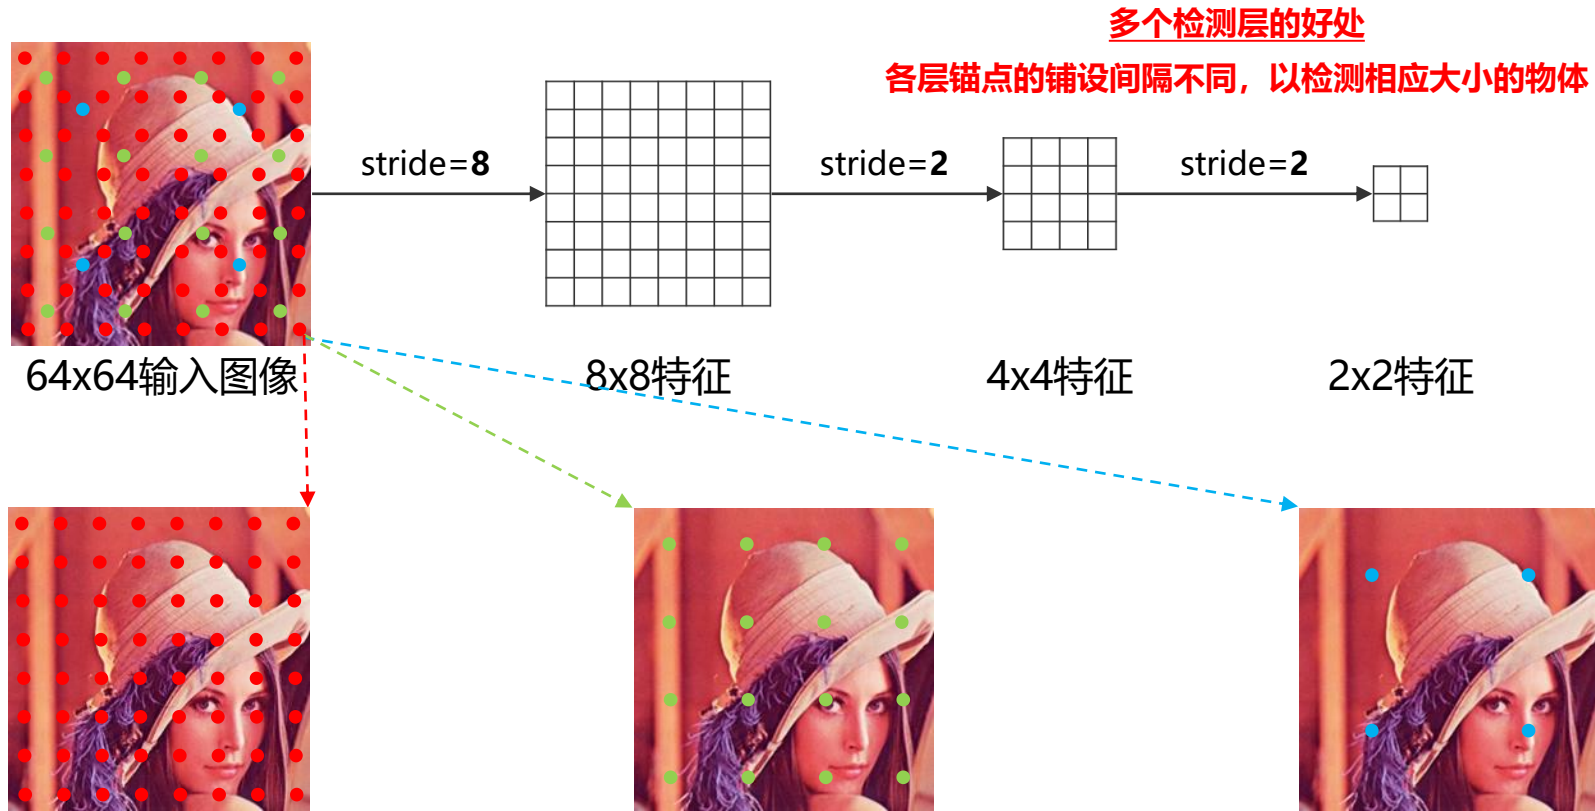 多个检测层的好处
各层锚点的铺设间隔不同，以检测相应大小的物体
stride=8
stride=2
stride=2
64x64输入图像
8x8特征
4x4特征
2x2特征